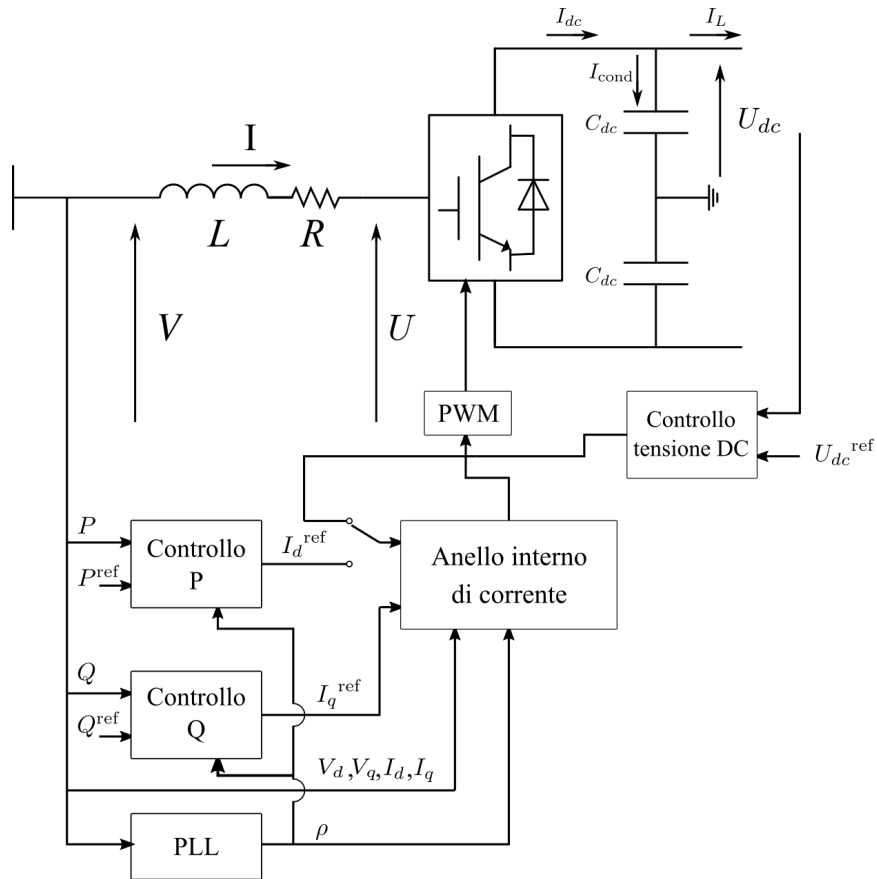 I_dc
I_L
I_cond
C_dc
U_dc
I
L
R
C_dc
V
U
PWM
Controllo
tensione DC
U_dc^ref
P
P^ref
Controllo
P
I_d^ref
Anello interno
di corrente
Q
Q^ref
Controllo
Q
I_q^ref
V_d,V_q,I_d,I_q
PLL
ρ